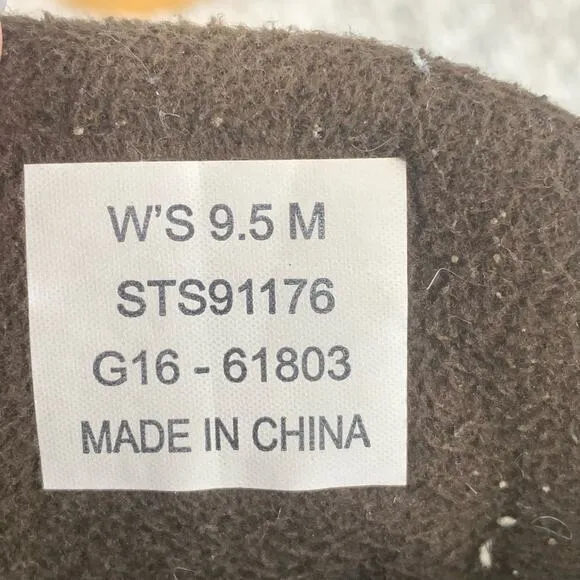 W'S 9.5 M
STS91176
G16 - 61803
MADE IN CHINA